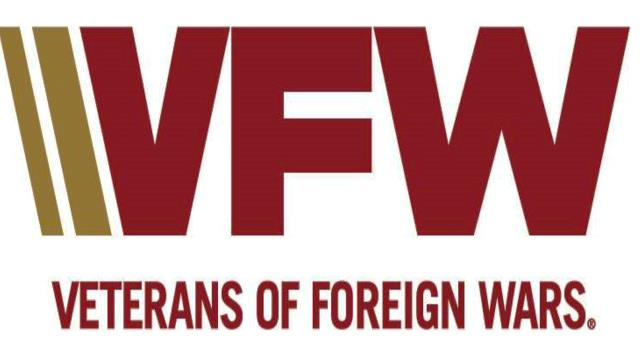 VFW
VETERANS OF FOREIGN WARS.®